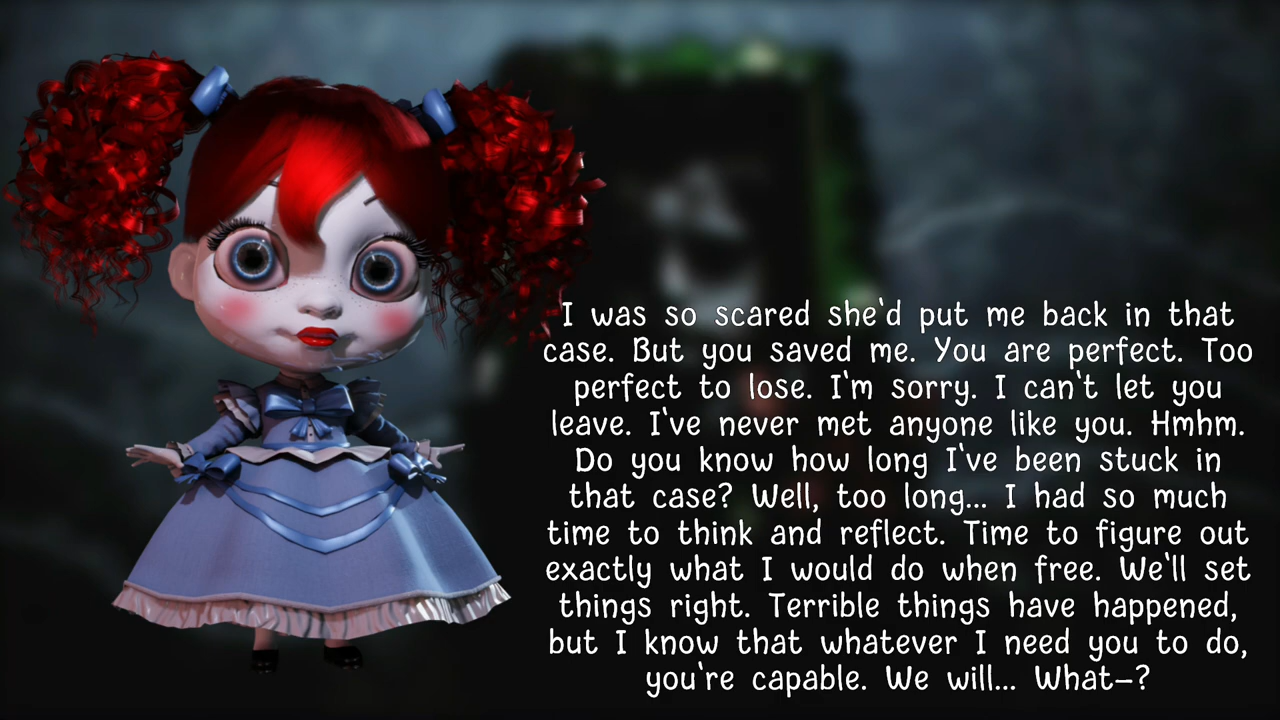 I was so scared she'd put me back in that
case. But you saved me. You are perfect. Too
perfect to lose. I'm sorry. I can't let you
leave. I've never met anyone like you. Hmhm.
Do you know how long I've been stuck in
that case? Well, too long... I had so much
time to think and reflect. Time to figure out
exactly what I would do when free. We'll set
things right. Terrible things have happened,
but I know that whatever I need you to do,
you're capable. We will... What–?